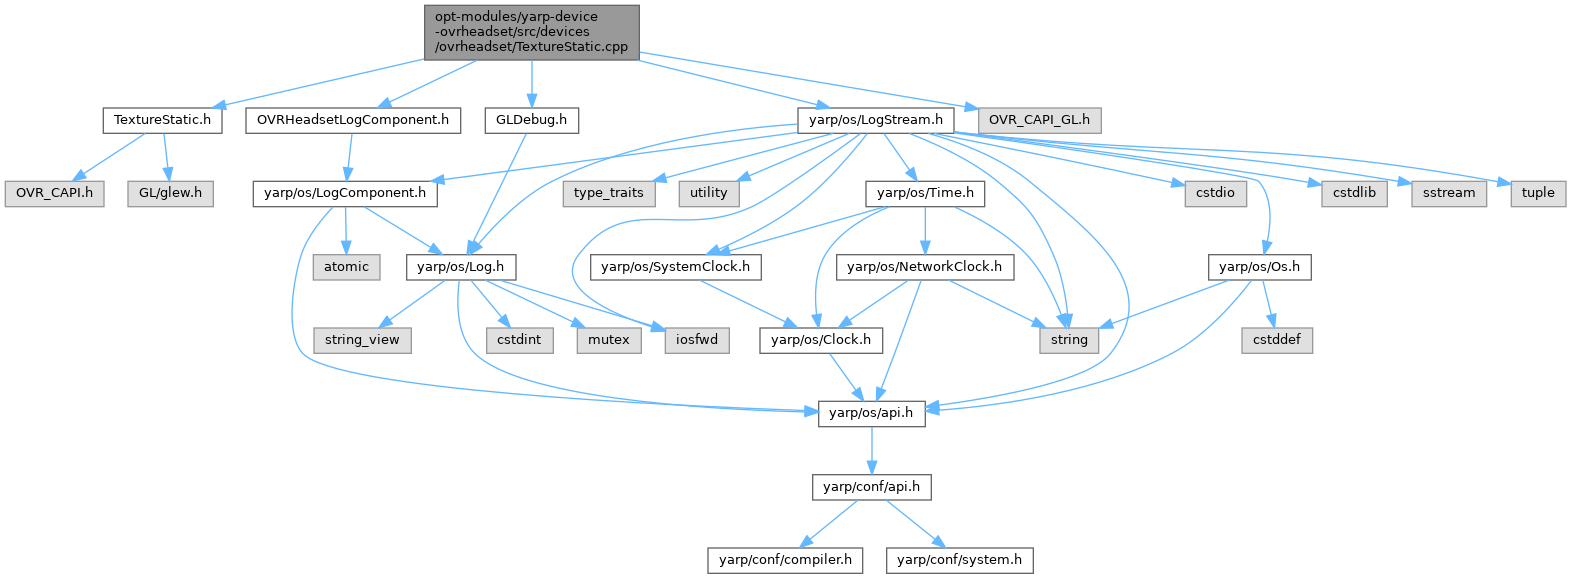 opt-modules/yarp-device
-ovrheadset/src/devices
/ovrheadset/TextureStatic.cpp
TextureStatic.h
OVRHeadsetLogComponent.h
GLDebug.h
yarp/os/LogStream.h
OVR_CAPI_GL.h
OVR_CAPI.h
GL/glew.h
yarp/os/LogComponent.h
type_traits
utility
yarp/os/Time.h
cstdio
cstdlib
sstream
tuple
atomic
yarp/os/Log.h
yarp/os/SystemClock.h
yarp/os/NetworkClock.h
yarp/os/Os.h
string_view
cstdint
mutex
iosfwd
yarp/os/Clock.h
string
cstddef
yarp/os/api.h
yarp/conf/api.h
yarp/conf/compiler.h
yarp/conf/system.h